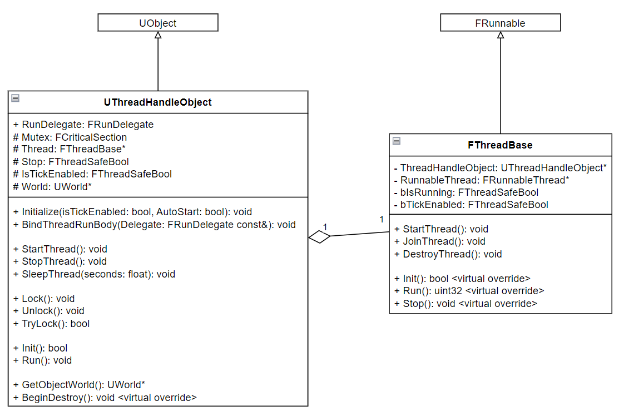 UObject
FRunnable
UThreadHandleObject
+ RunDelegate: FRunDelegate
# Mutex: FCriticalSection
# Thread: FThreadBase*
# Stop: FThreadSafeBool
# IsTickEnabled: FThreadSafeBool
# World: UWorld*
+ Initialize(isTickEnabled: bool, AutoStart: bool): void
+ BindThreadRunBody(Delegate: FRunDelegate const&): void
+ StartThread(): void
+ StopThread(): void
+ SleepThread(seconds: float): void
+ Lock(): void
+ Unlock(): void
+ TryLock(): bool
+ Init(): bool
+ Run(): void
+ GetObjectWorld(): UWorld*
+ BeginDestroy(): void <virtual override>
1
1
FThreadBase
- ThreadHandleObject: UThreadHandleObject*
- RunnableThread: FRunnableThread*
- bIsRunning: FThreadSafeBool
- bTickEnabled: FThreadSafeBool
+ StartThread(): void
+ JoinThread(): void
+ DestroyThread(): void
+ Init(): bool <virtual override>
+ Run(): uint32 <virtual override>
+ Stop(): void <virtual override>